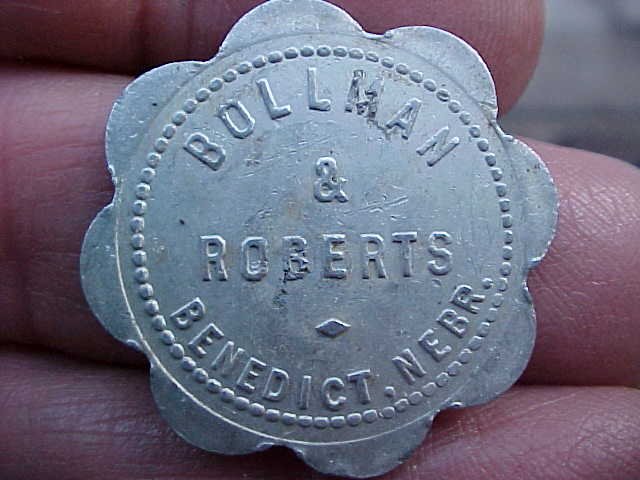 BULLMAN
&
ROBERTS
BENEDICT, NEBR.